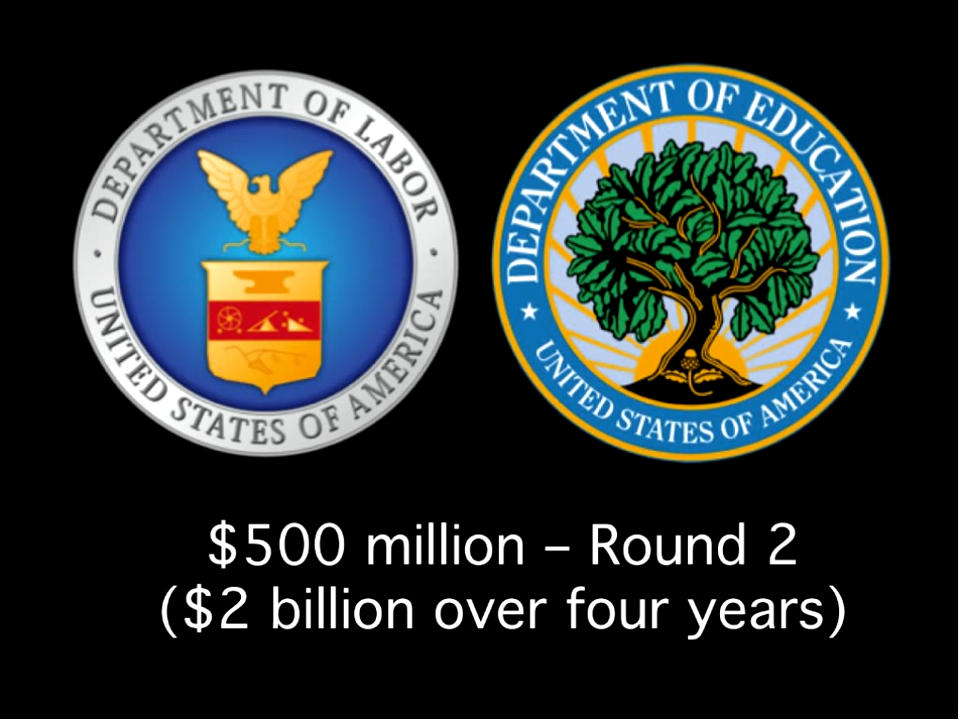 DEPARTMENT OF LABOR
UNITED STATES OF AMERICA
DEPARTMENT OF EDUCATION
UNITED STATES OF AMERICA
$500 million – Round 2
($2 billion over four years)